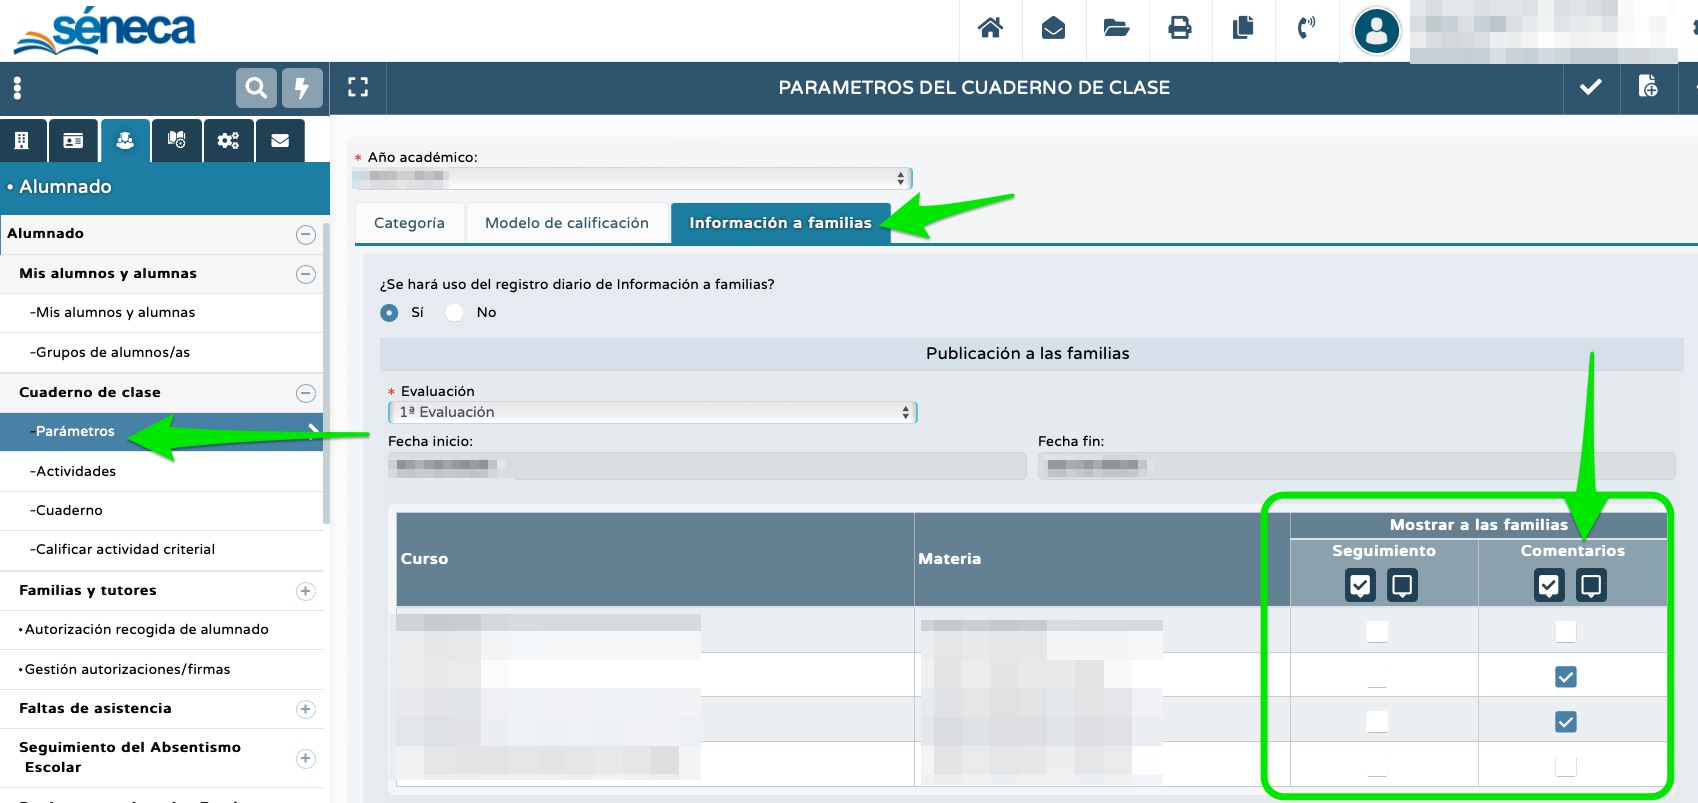 séneca
PARAMETROS DEL CUADERNO DE CLASE
• Alumnado
Alumnado
Mis alumnos y alumnas
-Mis alumnos y alumnas
-Grupos de alumnos/as
Cuaderno de clase
-Parámetros
-Actividades
-Cuaderno
-Calificar actividad criterial
Familias y tutores
•Autorización recogida de alumnado
•Gestión autorizaciones/firmas
Faltas de asistencia
Seguimiento del Absentismo
Escolar
* Año académico:
Categoría
Modelo de calificación
Información a familias
¿Se hará uso del registro diario de Información a familias?
Sí
No
Publicación a las familias
* Evaluación
1ª Evaluación
Fecha inicio:
Fecha fin:
Curso
Materia
Mostrar a las familias
Seguimiento
Comentarios